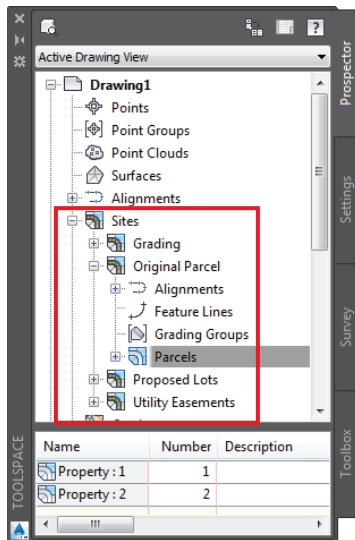 ?
Active Drawing View
Drawing1
Points
Point Groups
Point Clouds
Surfaces
Alignments
Sites
Grading
Original Parcel
Alignments
Feature Lines
Grading Groups
Parcels
Proposed Lots
Utility Easements
Name Number Description
Property : 1 1
Property : 2 2
TOOLSPACE
Prospector
Settings
Survey
Toolbox